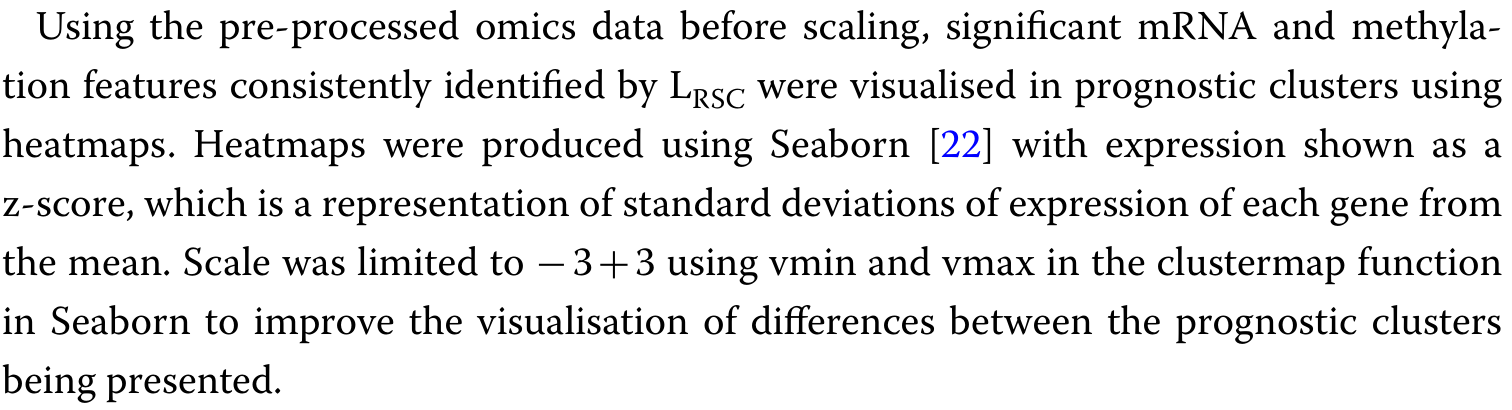 Using the pre-processed omics data before scaling, significant mRNA and methyla-
tion features consistently identified by LRSC were visualised in prognostic clusters using
heatmaps. Heatmaps were produced using Seaborn [22] with expression shown as a
z-score, which is a representation of standard deviations of expression of each gene from
the mean. Scale was limited to − 3 + 3 using vmin and vmax in the clustermap function
in Seaborn to improve the visualisation of differences between the prognostic clusters
being presented.